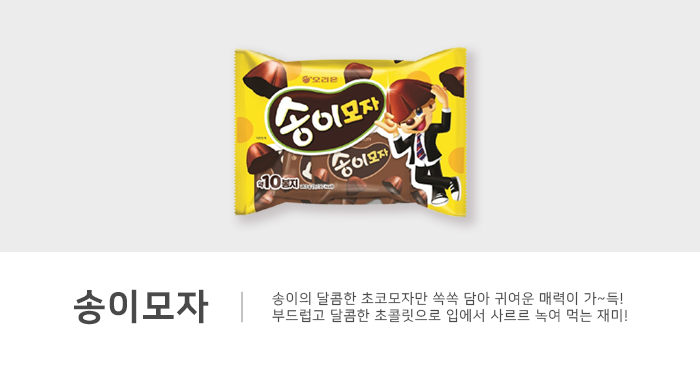 오리온
송이모자
송이모자
약10봉지
송이모자
송이의 달콤한 초코모자만 쏙쏙 담아 귀여운 매력이 가~득!
부드럽고 달콤한 초콜릿으로 입에서 사르르 녹여 먹는 재미!